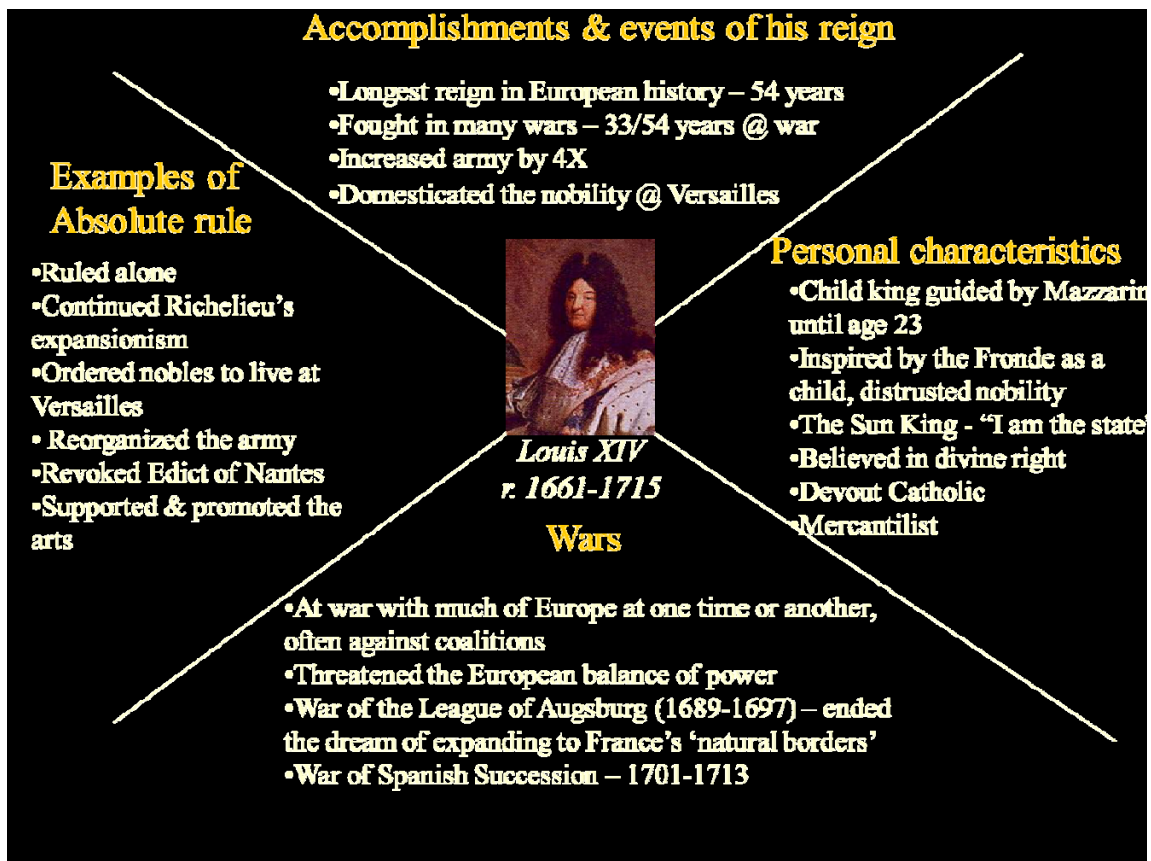 Accomplishments & events of his reign
•Longest reign in European history – 54 years
•Fought in many wars – 33/54 years @ war
•Increased army by 4X
•Domesticated the nobility @ Versailles
Examples of
Absolute rule
•Ruled alone
•Continued Richelieu's
expansionism
•Ordered nobles to live at
Versailles
• Reorganized the army
•Revoked Edict of Nantes
•Supported & promoted the
arts
Personal characteristics
•Child king guided by Mazzarin
until age 23
•Inspired by the Fronde as a
child, distrusted nobility
•The Sun King - “I am the state”
•Believed in divine right
•Devout Catholic
•Mercantilist
Louis XIV
r. 1661-1715
Wars
•At war with much of Europe at one time or another,
often against coalitions
•Threatened the European balance of power
•War of the League of Augsburg (1689-1697) – ended
the dream of expanding to France's ‘natural borders’
•War of Spanish Succession – 1701-1713